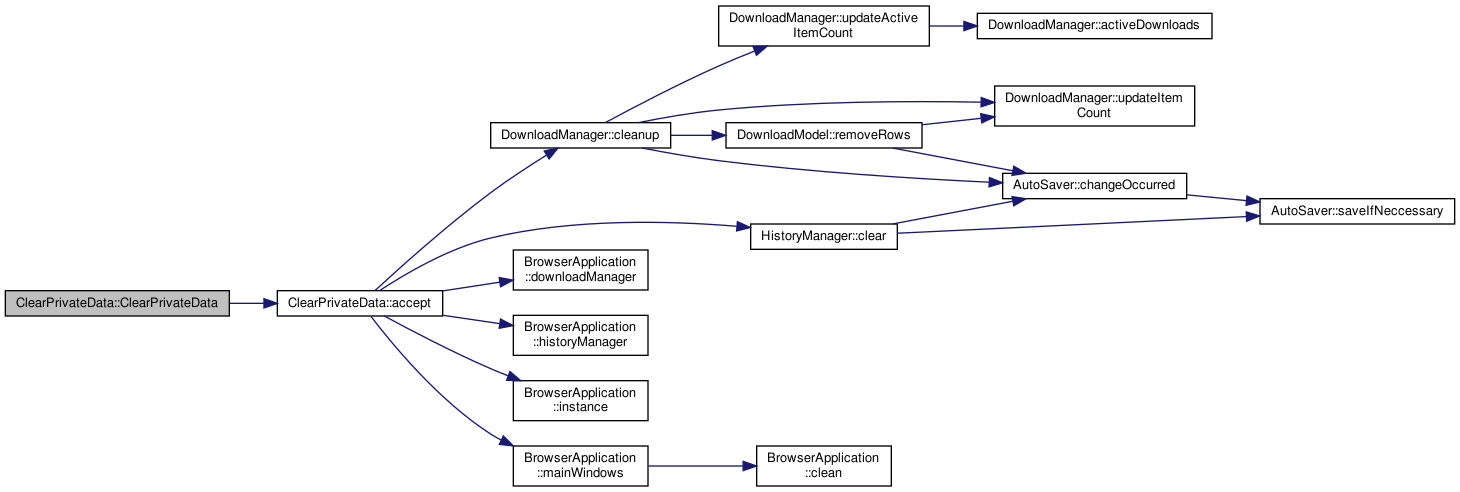 DownloadManager::updateActive
ItemCount
DownloadManager::activeDownloads
DownloadManager::updateItem
Count
DownloadManager::cleanup
DownloadModel::removeRows
AutoSaver::changeOccurred
AutoSaver::saveIfNeccessary
HistoryManager::clear
BrowserApplication
::downloadManager
ClearPrivateData::ClearPrivateData
ClearPrivateData::accept
BrowserApplication
::historyManager
BrowserApplication
::instance
BrowserApplication
::mainWindows
BrowserApplication
::clean